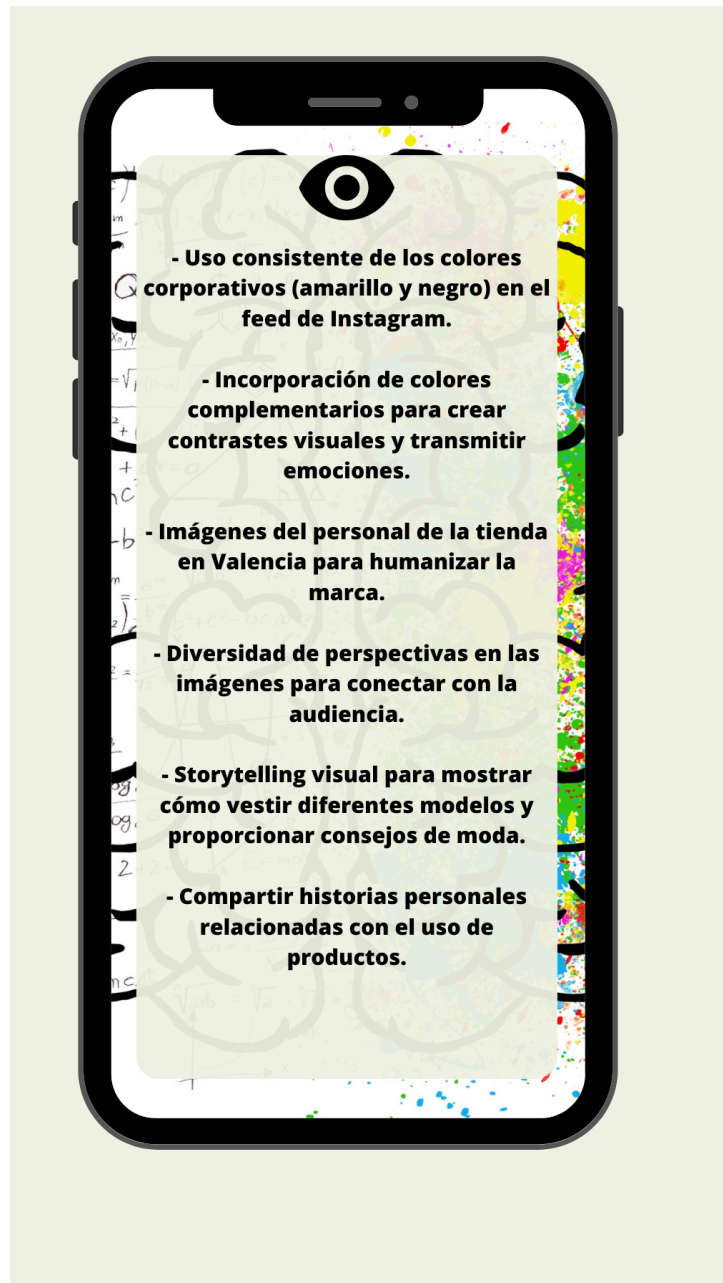 - Uso consistente de los colores
corporativos (amarillo y negro) en el
feed de Instagram.
- Incorporación de colores
complementarios para crear
contrastes visuales y transmitir
emociones.
- Imágenes del personal de la tienda
en Valencia para humanizar la
marca.
- Diversidad de perspectivas en las
imágenes para conectar con la
audiencia.
- Storytelling visual para mostrar
cómo vestir diferentes modelos y
proporcionar consejos de moda.
- Compartir historias personales
relacionadas con el uso de
productos.